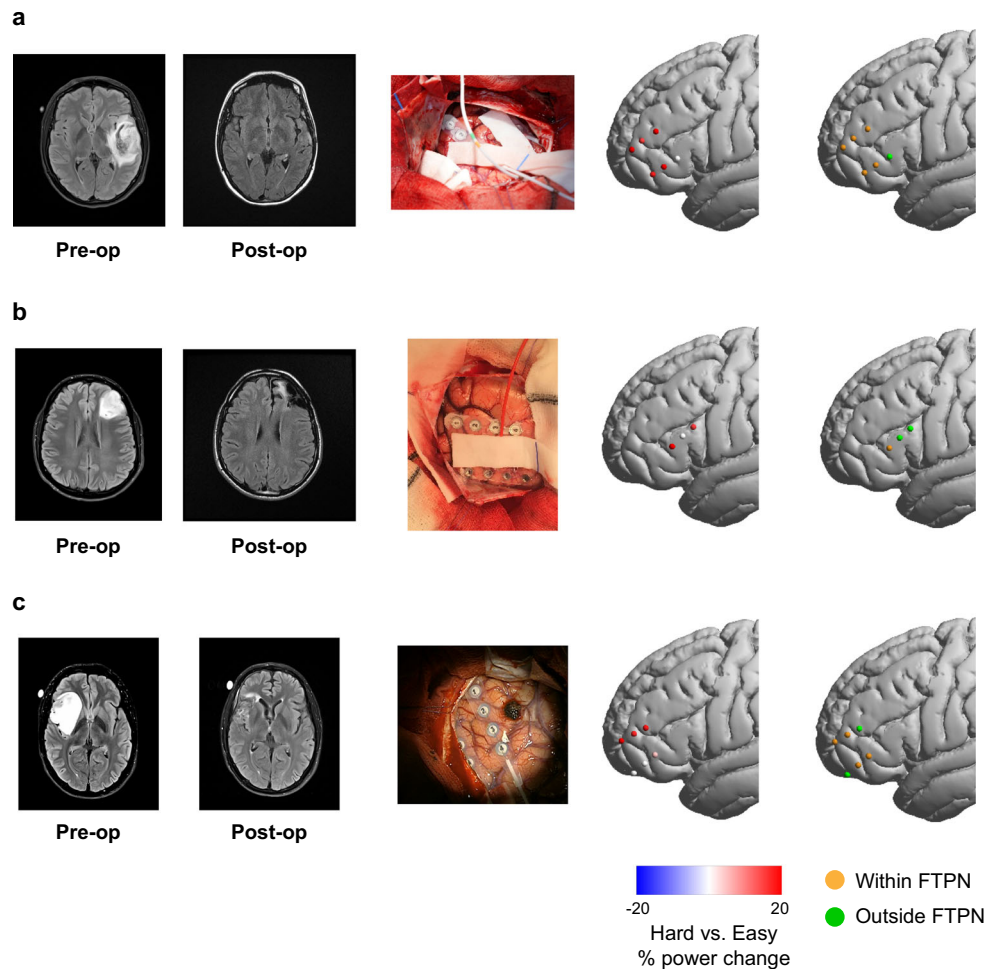 a
Pre-op
Post-op
b
Pre-op
Post-op
c
Pre-op
Post-op
-20
20
Hard vs. Easy
% power change
Within FTPN
Outside FTPN